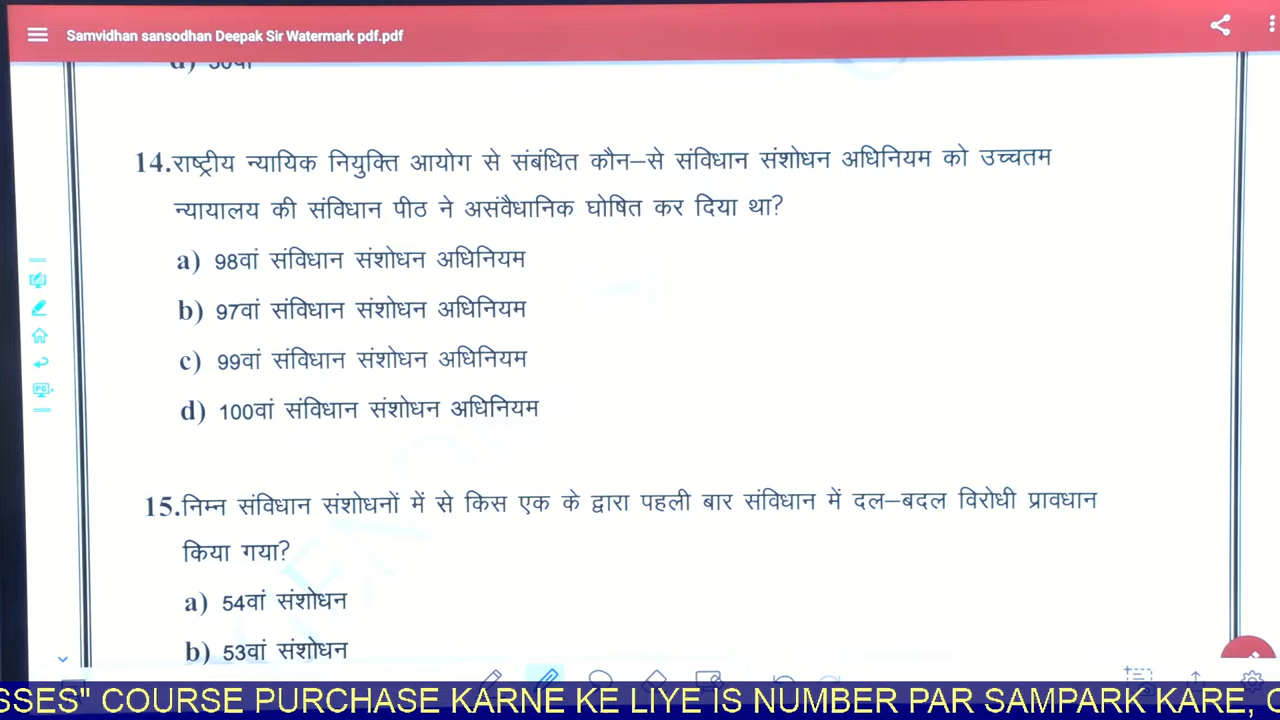 Samvidhan sansodhan Deepak Sir Watermark pdf.pdf
14.राष्ट्रीय न्यायिक नियुक्ति आयोग से संबंधित कौन–से संविधान संशोधन अधिनियम को उच्चतम
न्यायालय की संविधान पीठ ने असंवैधानिक घोषित कर दिया था?
a) 98वां संविधान संशोधन अधिनियम
b) 97वां संविधान संशोधन अधिनियम
c) 99वां संविधान संशोधन अधिनियम
d) 100वां संविधान संशोधन अधिनियम
15.निम्न संविधान संशोधनों में से किस एक के द्वारा पहली बार संविधान में दल–बदल विरोधी प्रावधान
किया गया?
a) 54वां संशोधन
b) 53वां संशोधन
SSES" COURSE PURCHASE KARNE KE LIYE IS NUMBER PAR SAMPARK KARE,